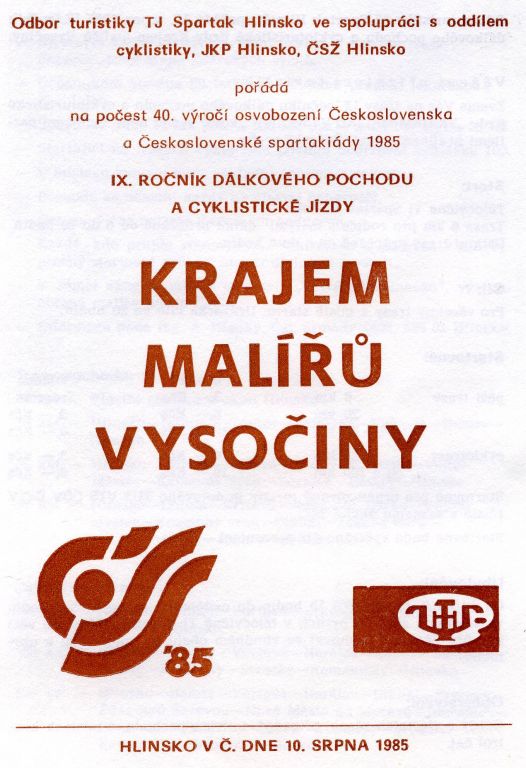 Odbor turistiky TJ Spartak Hlinsko ve spolupráci s oddílem
cyklistiky, JKP Hlinsko, ČSŽ Hlinsko
pořádá
na počest 40. výročí osvobození Československa
a Československé spartakiády 1985
IX. ROČNÍK DÁLKOVÉHO POCHODU
A CYKLISTICKÉ JÍZDY
KRAJEM
MALÍŘŮ
VYSOČINY
'85
HLINSKO V Č. DNE 10. SRPNA 1985